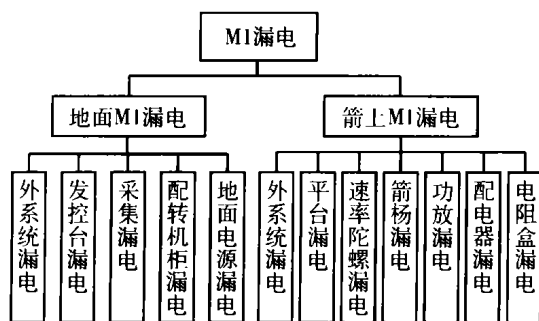 M1漏电
地面M1漏电
箭上M1漏电
外系统漏电
发控台漏电
采集漏电
配转机柜漏电
地面电源漏电
外系统漏电
平台漏电
速率陀螺漏电
箭杨漏电
功放漏电
配电器漏电
电阻盒漏电